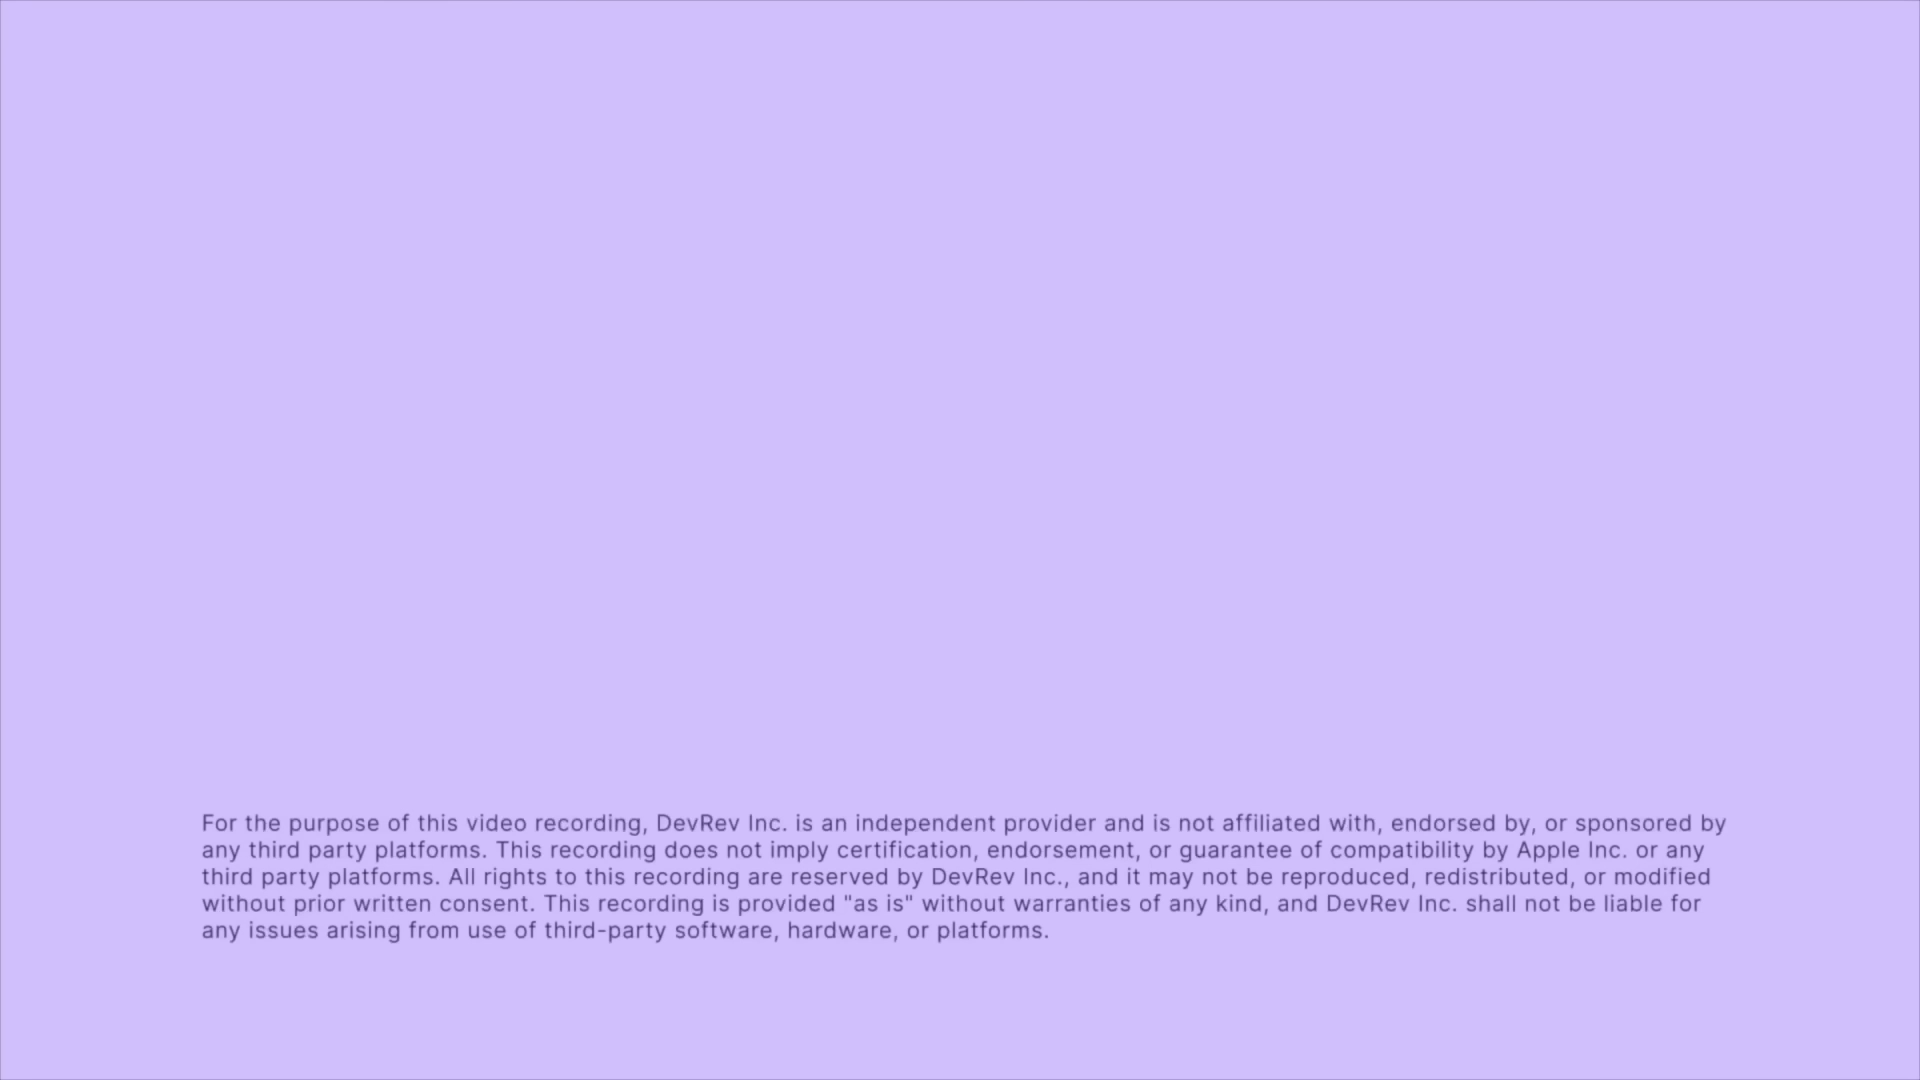 For the purpose of this video recording, DevRev Inc. is an independent provider and is not affiliated with, endorsed by, or sponsored by
any third party platforms. This recording does not imply certification, endorsement, or guarantee of compatibility by Apple Inc. or any
third party platforms. All rights to this recording are reserved by DevRev Inc., and it may not be reproduced, redistributed, or modified
without prior written consent. This recording is provided "as is" without warranties of any kind, and DevRev Inc. shall not be liable for
any issues arising from use of third-party software, hardware, or platforms.